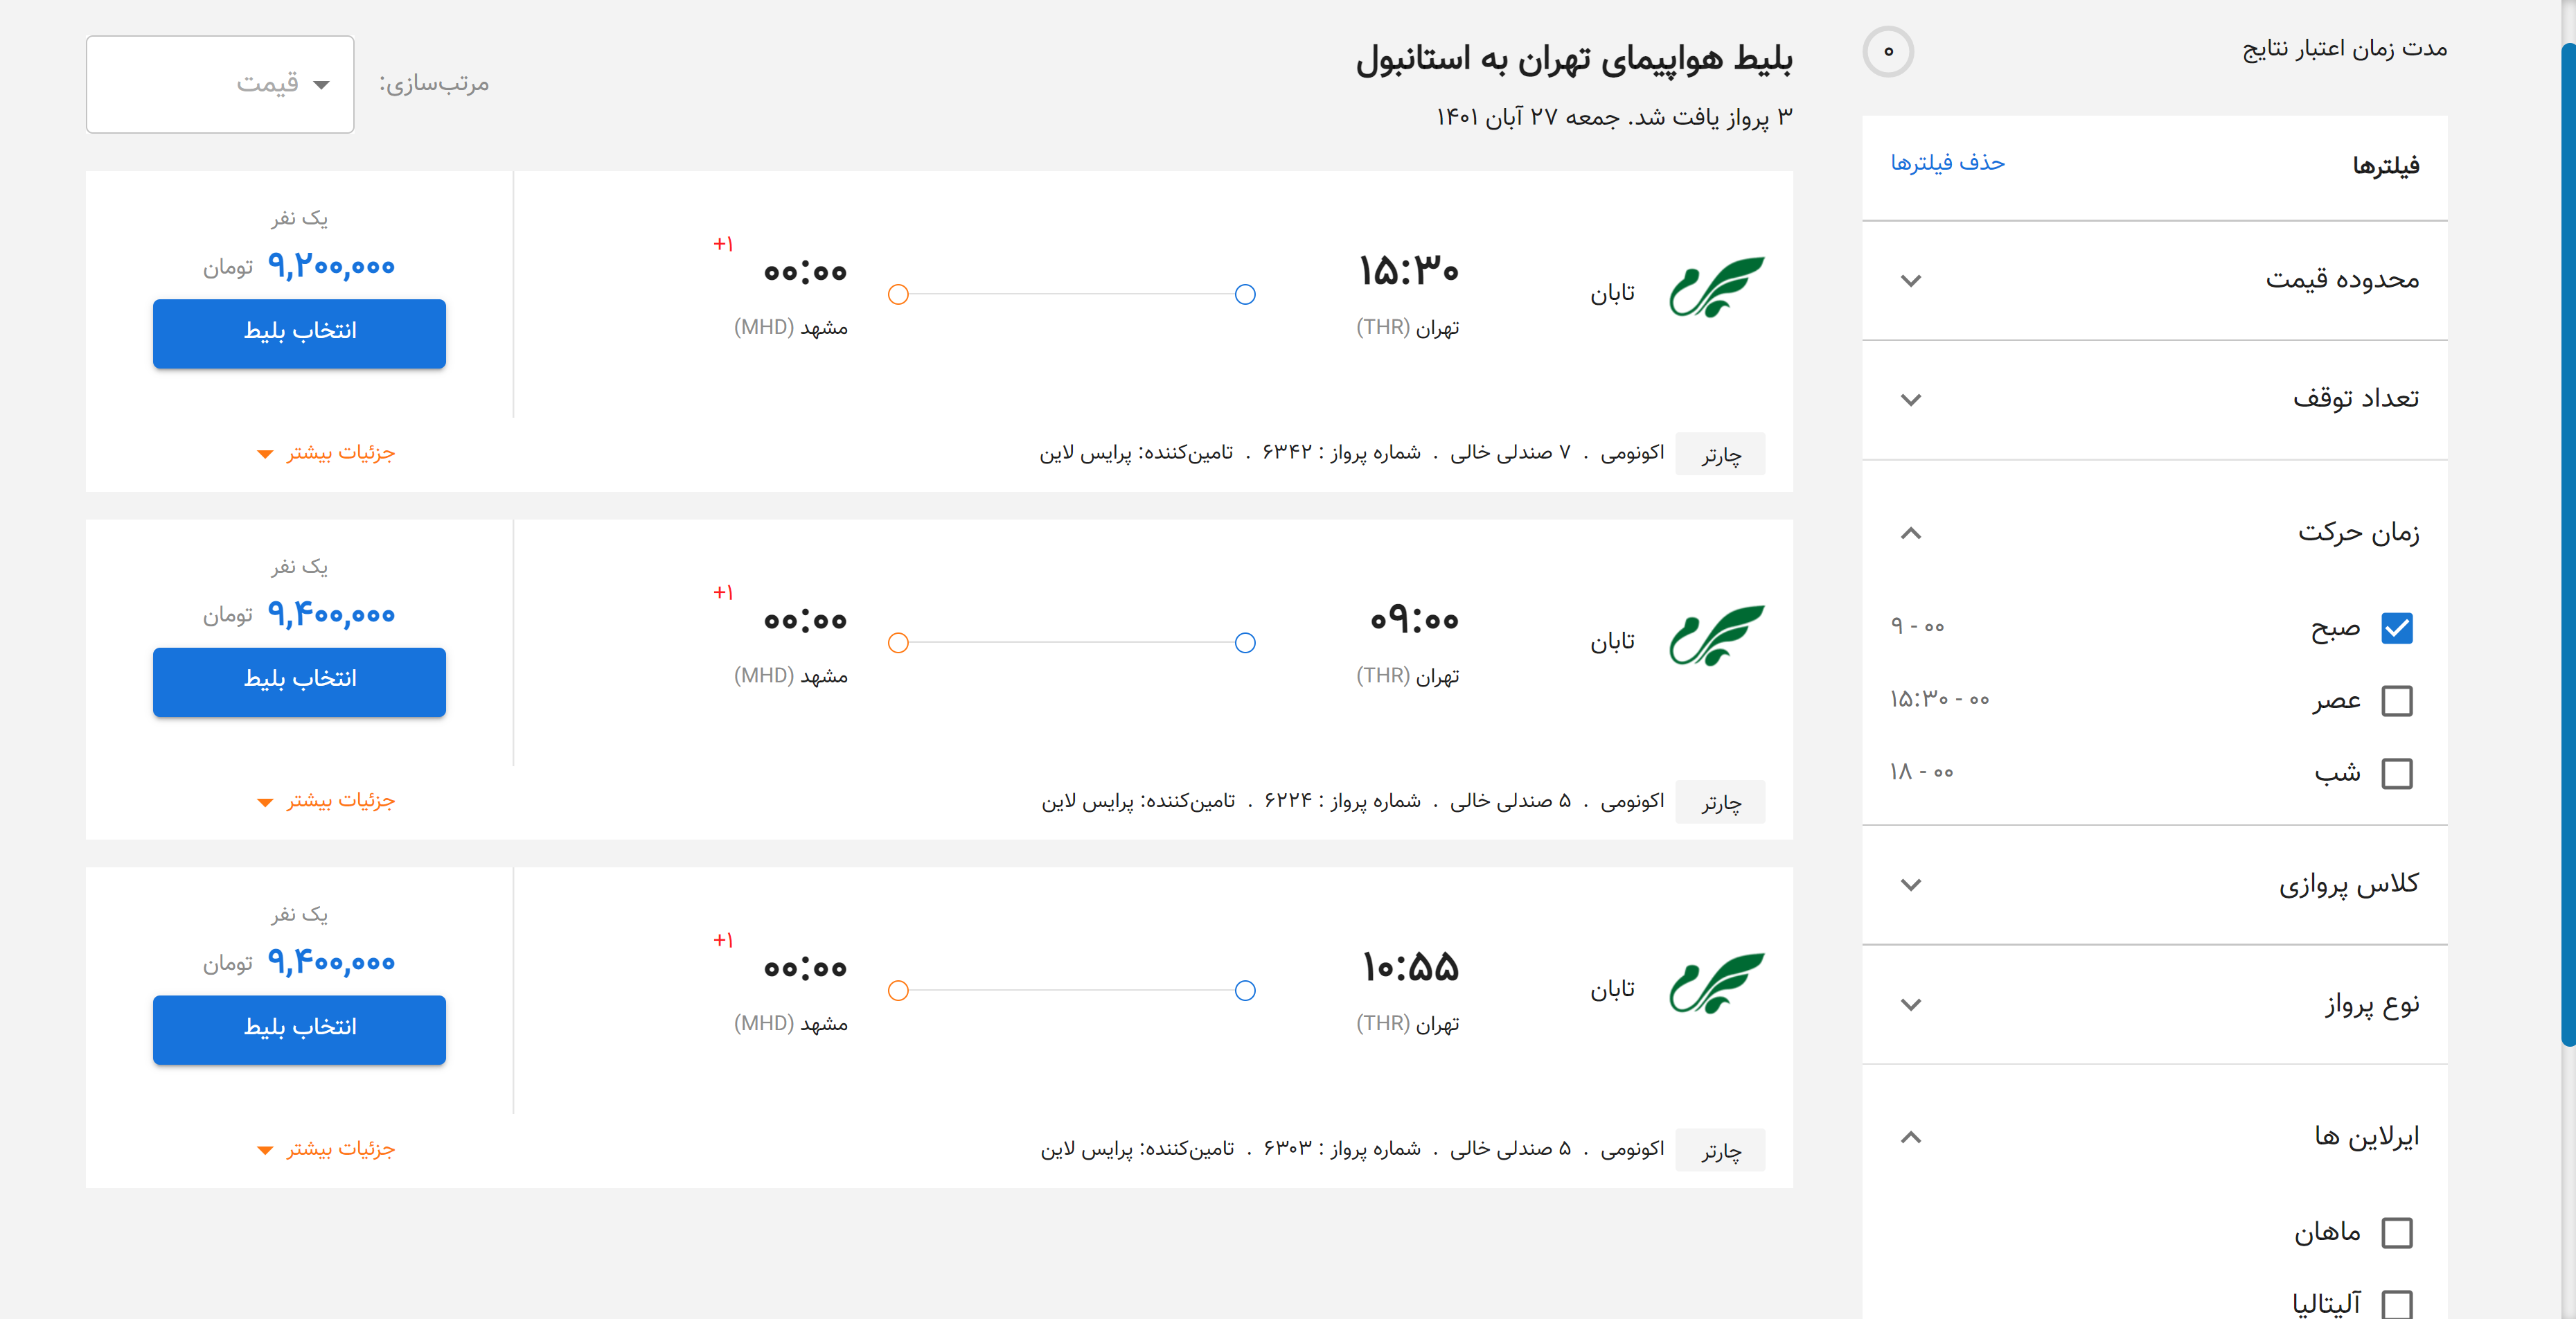 مدت زمان اعتبار نتایج
۰
فیلترها
حذف فیلترها
محدوده قیمت
تعداد توقف
زمان حرکت
صبح
۹ - ۰۰
عصر
۱۵:۳۰ - ۰۰
شب
۱۸ - ۰۰
کلاس پروازی
نوع پرواز
ایرلاین ها
ماهان
آلیتالیا
بلیط هواپیمای تهران به استانبول
۳ پرواز یافت شد. جمعه ۲۷ آبان ۱۴۰۱
مرتب‌سازی:
قیمت
تابان
۱۵:۳۰
تهران (THR)
۰۰:۰۰
+۱
مشهد (MHD)
یک نفر
۹,۲۰۰,۰۰۰ تومان
انتخاب بلیط
چارتر
اکونومی . ۷ صندلی خالی . شماره پرواز : ۶۳۴۲ . تامین‌کننده: پرایس لاین
جزئیات بیشتر
تابان
۰۹:۰۰
تهران (THR)
۰۰:۰۰
+۱
مشهد (MHD)
یک نفر
۹,۴۰۰,۰۰۰ تومان
انتخاب بلیط
چارتر
اکونومی . ۵ صندلی خالی . شماره پرواز : ۶۲۲۴ . تامین‌کننده: پرایس لاین
جزئیات بیشتر
تابان
۱۰:۵۵
تهران (THR)
۰۰:۰۰
+۱
مشهد (MHD)
یک نفر
۹,۴۰۰,۰۰۰ تومان
انتخاب بلیط
چارتر
اکونومی . ۵ صندلی خالی . شماره پرواز : ۶۳۰۳ . تامین‌کننده: پرایس لاین
جزئیات بیشتر